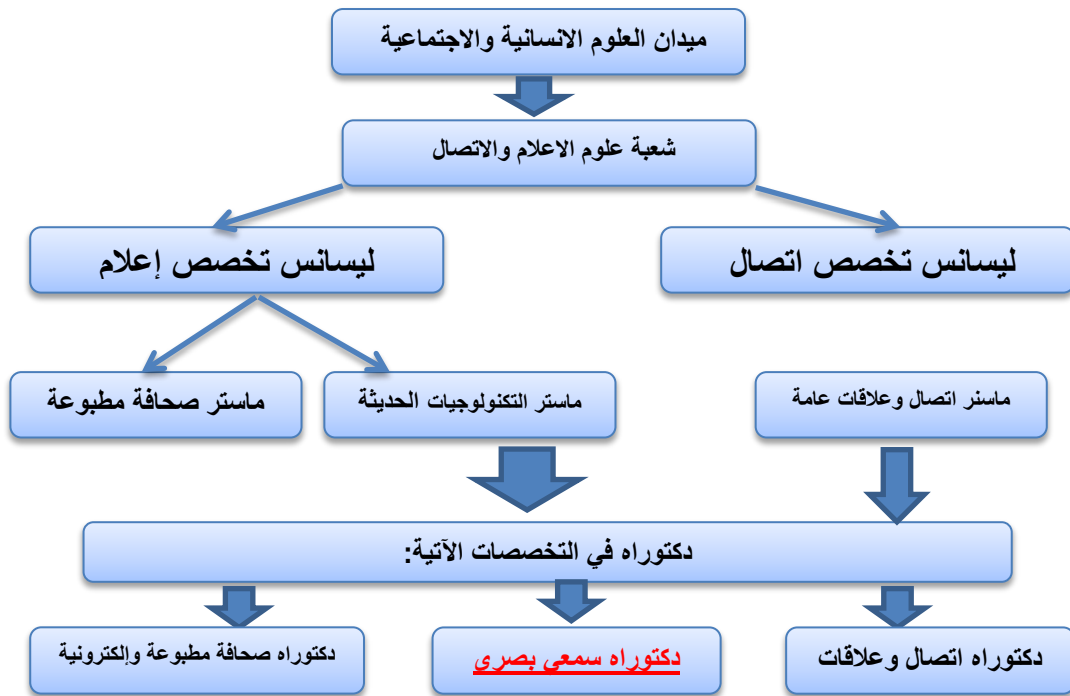 ميدان العلوم الانسانية والاجتماعية
شعبة علوم الاعلام والاتصال
ليسانس تخصص اتصال
ليسانس تخصص إعلام
ماسنر اتصال وعلاقات عامة
ماستر التكنولوجيات الحديثة
ماستر صحافة مطبوعة
دكتوراه في التخصصات الآتية:
دكتوراه اتصال وعلاقات
دكتوراه سمعي بصري
دكتوراه صحافة مطبوعة وإلكترونية